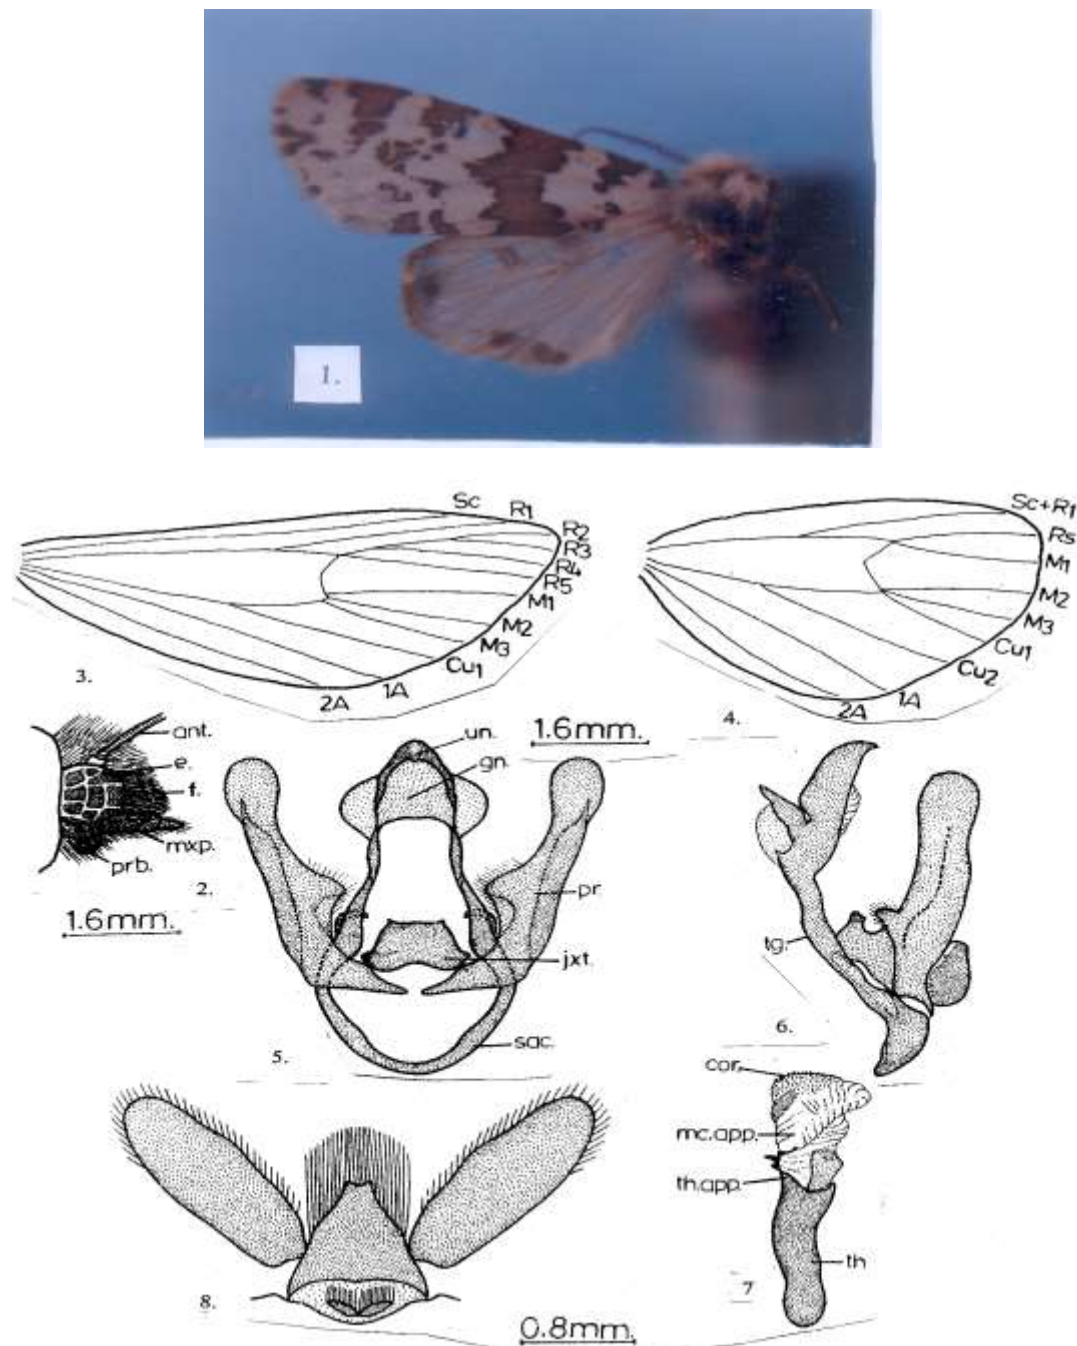 1.
Sc
R1
R2
R3
R4
R5
M1
M2
M3
Cu1
1A
2A
3.
Sc+R1
Rs
M1
M2
M3
Cu1
Cu2
1A
2A
4.
1.6mm.
ant.
e.
f.
mxp.
prb.
2.
1.6mm.
un.
gn.
pr.
jxt.
sac.
5.
tg.
6.
cor.
mc.app.
th.app.
th
7
8.
0.8mm.